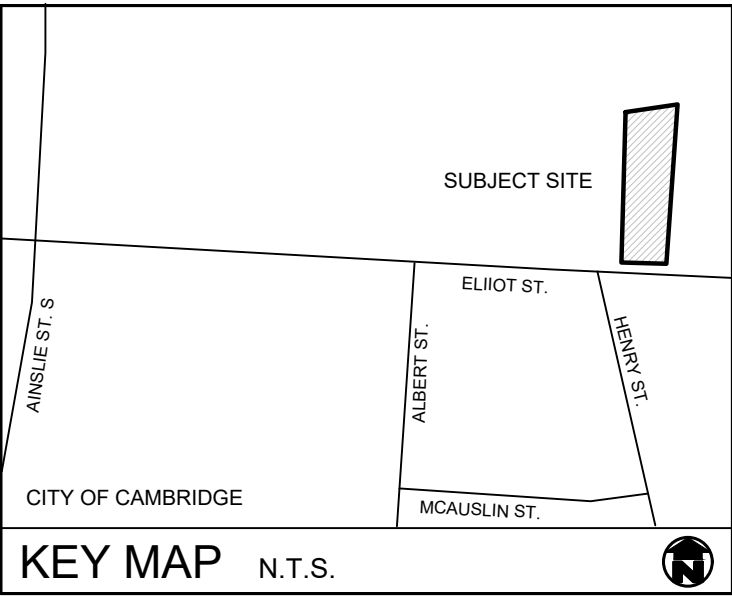 SUBJECT SITE
ELIIOT ST.
AINSLIE ST. S
ALBERT ST.
HENRY ST.
CITY OF CAMBRIDGE
MCAUSLIN ST.
KEY MAP N.T.S.
N